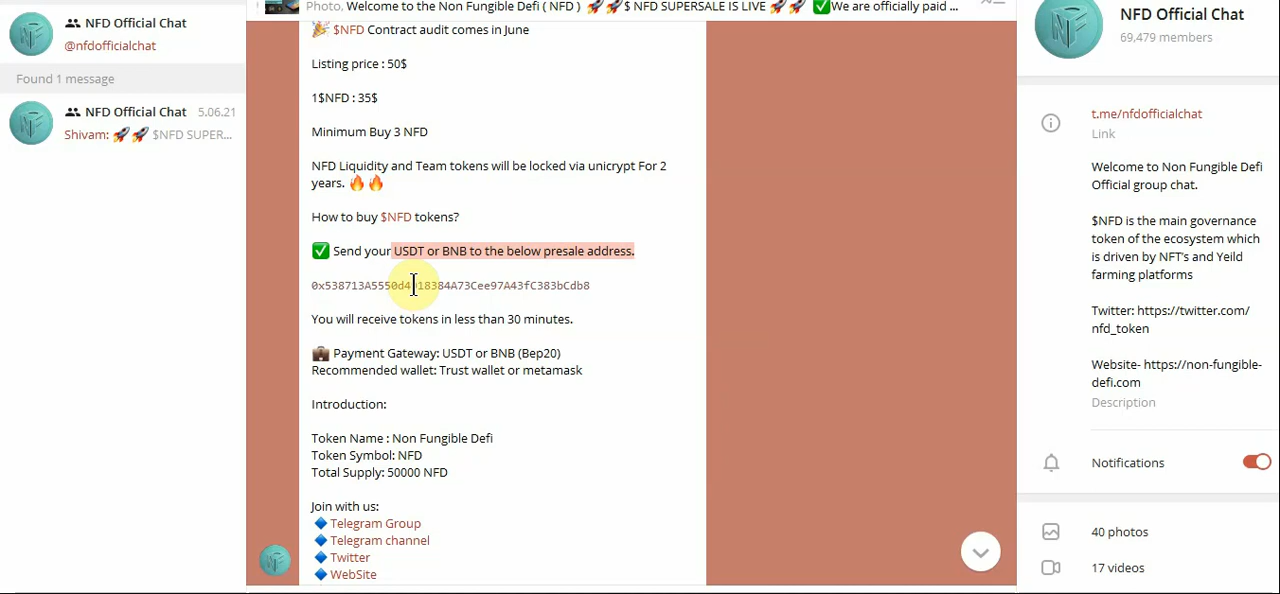 NFD Official Chat
@nfdofficialchat
Found 1 message
NFD Official Chat 5.06.21
Shivam: 🚀🚀 $NFD SUPER...
Photo, Welcome to the Non Fungible Defi ( NFD ) 🚀🚀$ NFD SUPERSALE IS LIVE 🚀🚀 ✅We are officially paid ...
🎉 $NFD Contract audit comes in June
Listing price : 50$
1$NFD : 35$
Minimum Buy 3 NFD
NFD Liquidity and Team tokens will be locked via unicrypt For 2
years. 🔥🔥
How to buy $NFD tokens?
✅ Send your USDT or BNB to the below presale address.
You will receive tokens in less than 30 minutes.
💼 Payment Gateway: USDT or BNB (Bep20)
Recommended wallet: Trust wallet or metamask
Introduction:
Token Name : Non Fungible Defi
Token Symbol: NFD
Total Supply: 50000 NFD
Join with us:
🔷 Telegram Group
🔷 Telegram channel
🔷 Twitter
🔷 WebSite
NFD Official Chat
69,479 members
t.me/nfdofficialchat
Link
Welcome to Non Fungible Defi
Official group chat.
$NFD is the main governance
token of the ecosystem which
is driven by NFT's and Yeild
farming platforms
Twitter: https://twitter.com/
nfd_token
Website- https://non-fungible-
defi.com
Description
Notifications
40 photos
17 videos